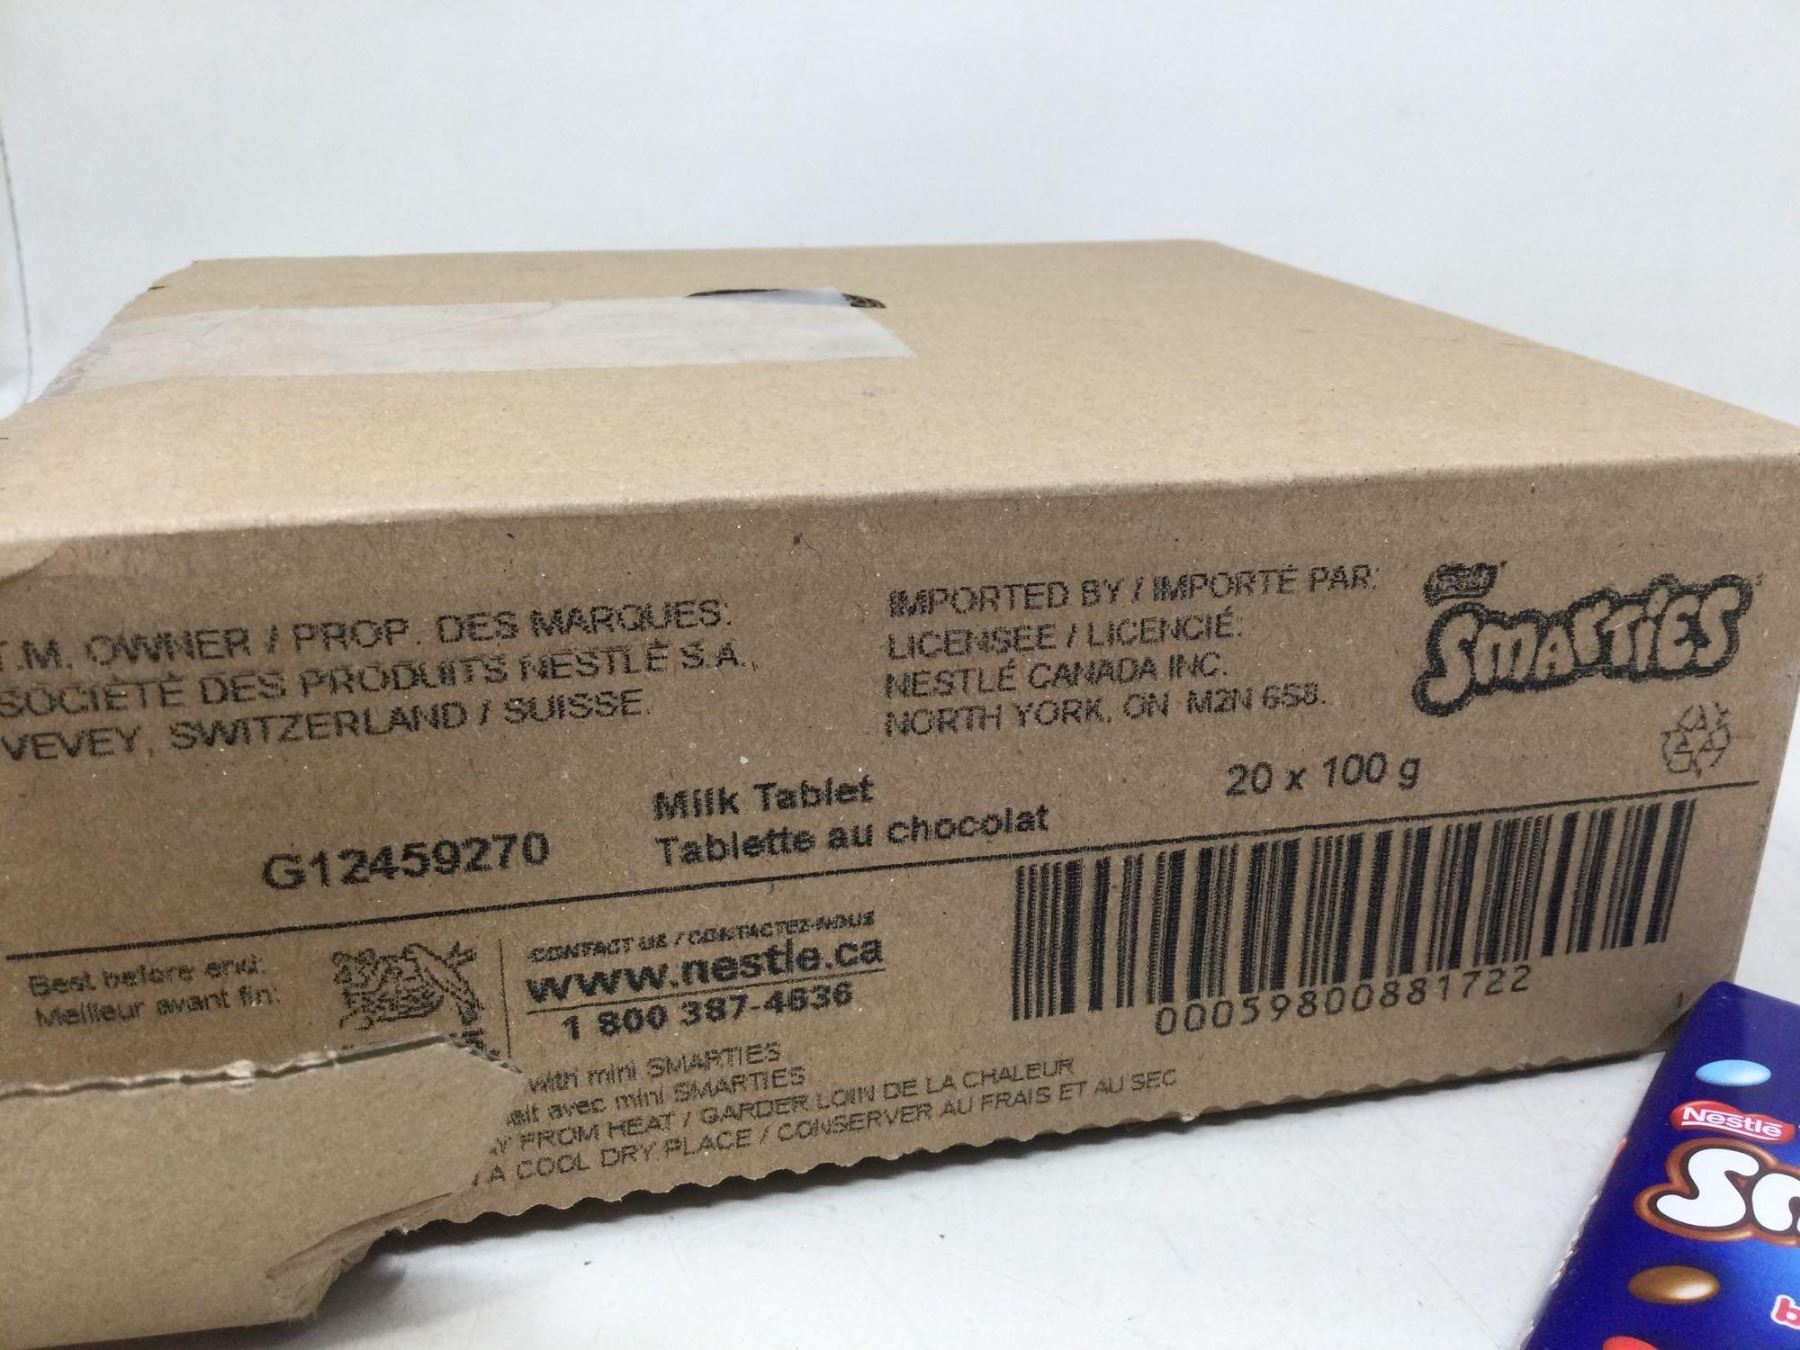 T.M. OWNER / PROP. DES MARQUES:
SOCIÉTÉ DES PRODUITS NESTLÉ S.A.,
VEVEY, SWITZERLAND / SUISSE.
IMPORTED BY / IMPORTÉ PAR:
LICENSEE / LICENCIÉ:
NESTLÉ CANADA INC.
NORTH YORK, ON M2N 6S8.
Nestlé
SMARTIES
G12459270
Milk Tablet
Tablette au chocolat
20 x 100 g
Best before end:
Meilleur avant fin:
CONTACT US / CONTACTEZ-NOUS
www.nestle.ca
1 800 387-4636
00059800881722
with mini SMARTIES
ait avec mini SMARTIES
Y FROM HEAT / GARDER LOIN DE LA CHALEUR
A COOL DRY PLACE / CONSERVER AU FRAIS ET AU SEC
Nestlé
Sm
b